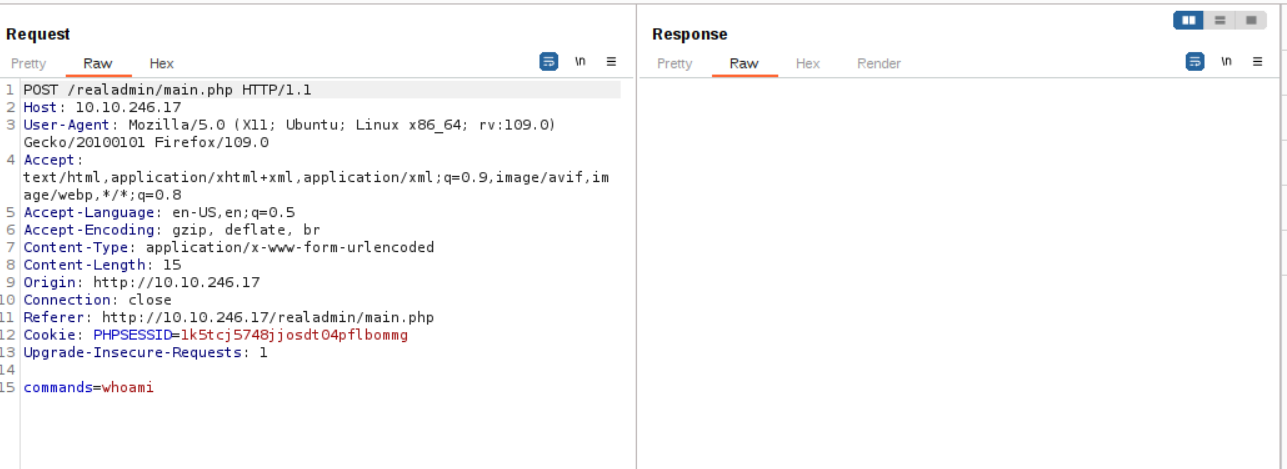 Request
Response
Pretty Raw Hex
\n
Pretty Raw Hex Render
\n
1 POST /realadmin/main.php HTTP/1.1
2 Host: 10.10.246.17
3 User-Agent: Mozilla/5.0 (X11; Ubuntu; Linux x86_64; rv:109.0)
Gecko/20100101 Firefox/109.0
4 Accept:
text/html,application/xhtml+xml,application/xml;q=0.9,image/avif,im
age/webp,*/*;q=0.8
5 Accept-Language: en-US,en;q=0.5
6 Accept-Encoding: gzip, deflate, br
7 Content-Type: application/x-www-form-urlencoded
8 Content-Length: 15
9 Origin: http://10.10.246.17
10 Connection: close
11 Referer: http://10.10.246.17/realadmin/main.php
12 Cookie: PHPSESSID=1k5tcj5748jjosdt04pflbommg
13 Upgrade-Insecure-Requests: 1
14
15 commands=whoami